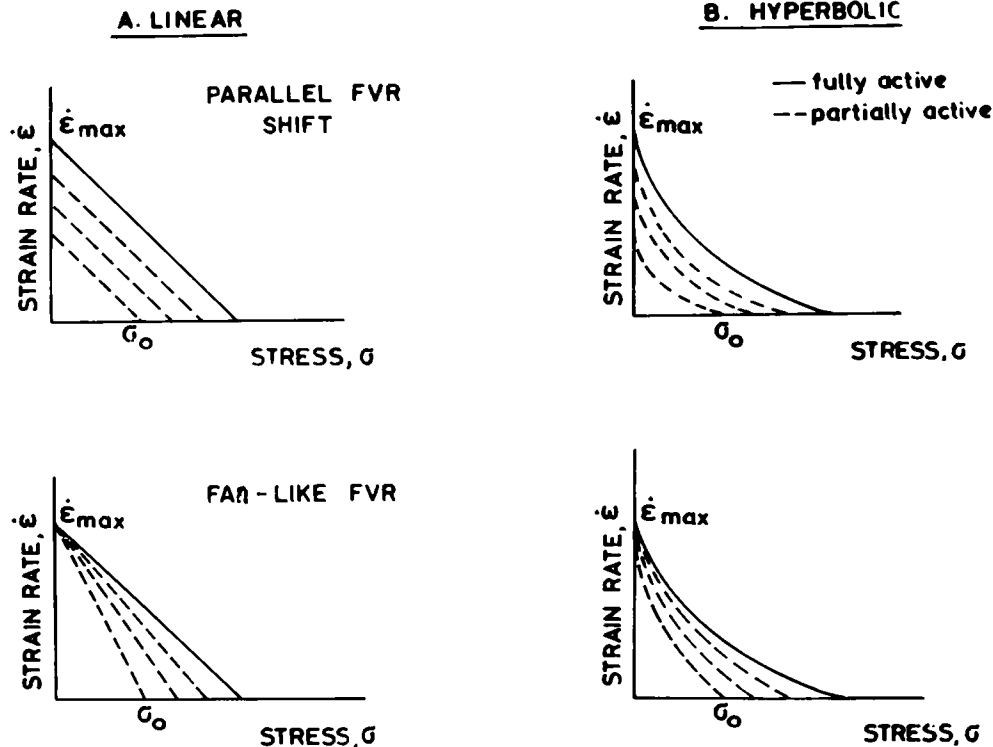 A. LINEAR
B. HYPERBOLIC
PARALLEL FVR
SHIFT
ε̇max
STRAIN RATE, ε̇
σo
STRESS, σ
— fully active
--- partially active
ε̇max
STRAIN RATE, ε̇
σo
STRESS, σ
FAn-LIKE FVR
ε̇max
STRAIN RATE, ε̇
σo
STRESS, σ
ε̇max
STRAIN RATE, ε̇
σo
STRESS, σ